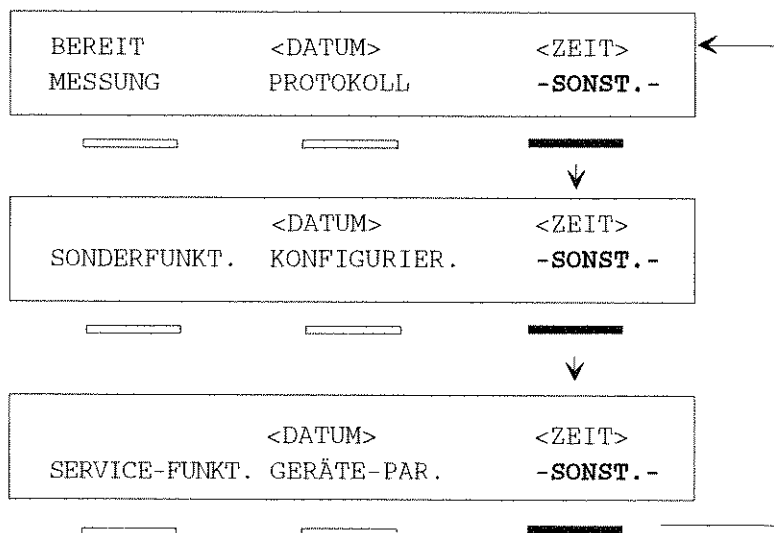 BEREIT <DATUM> <ZEIT>
MESSUNG PROTOKOLL -SONST.-
<DATUM> <ZEIT>
SONDERFUNKT. KONFIGURIER. -SONST.-
<DATUM> <ZEIT>
SERVICE-FUNKT. GERÄTE-PAR. -SONST.-